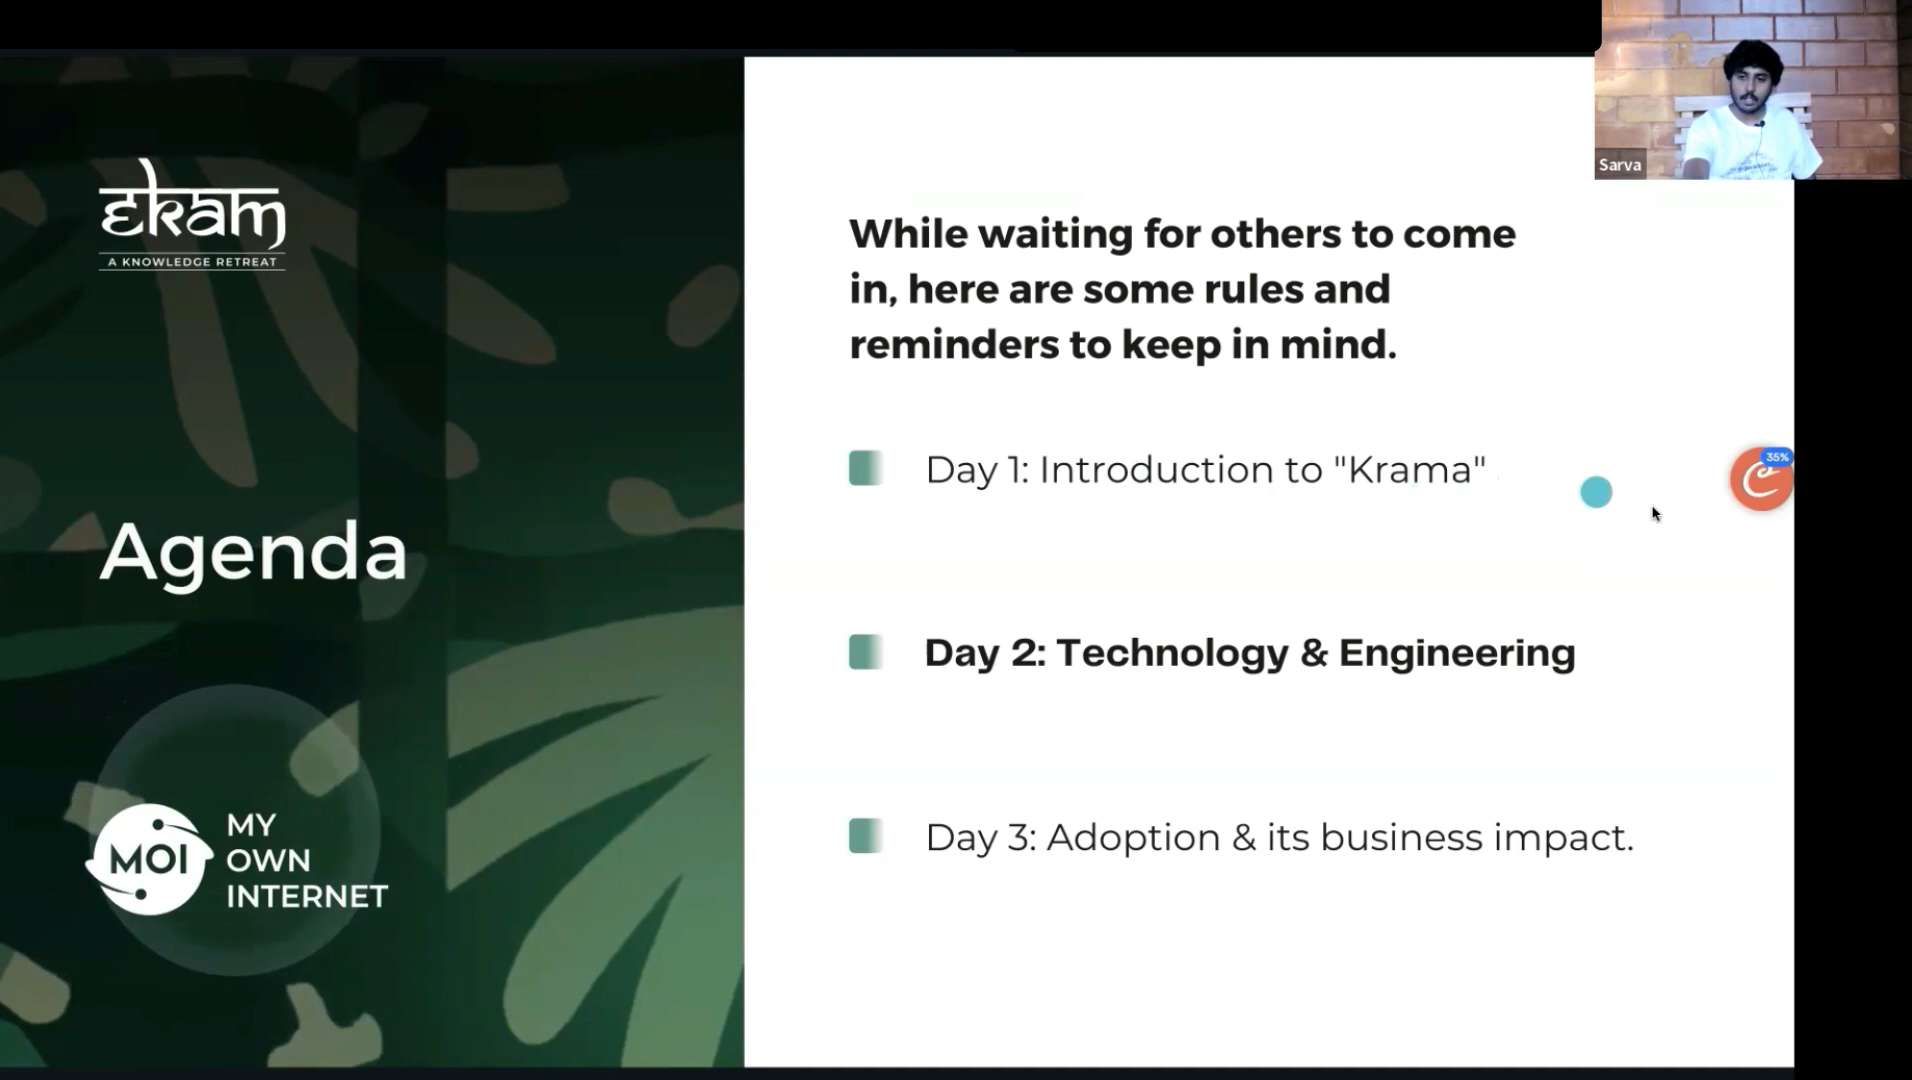 Sarva
ekam
A KNOWLEDGE RETREAT
Agenda
MOI
MY
OWN
INTERNET
While waiting for others to come
in, here are some rules and
reminders to keep in mind.
Day 1: Introduction to "Krama"
35%
Day 2: Technology & Engineering
Day 3: Adoption & its business impact.